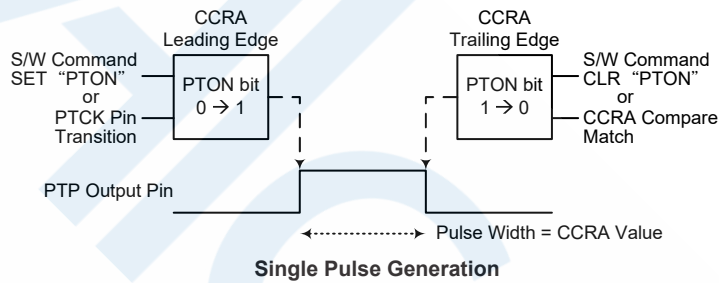 CCRA
Leading Edge
CCRA
Trailing Edge
S/W Command
SET “PTON”
or
PTCK Pin
Transition
PTON bit
0 → 1
PTON bit
1 → 0
S/W Command
CLR “PTON”
or
CCRA Compare
Match
PTP Output Pin
Pulse Width = CCRA Value
Single Pulse Generation